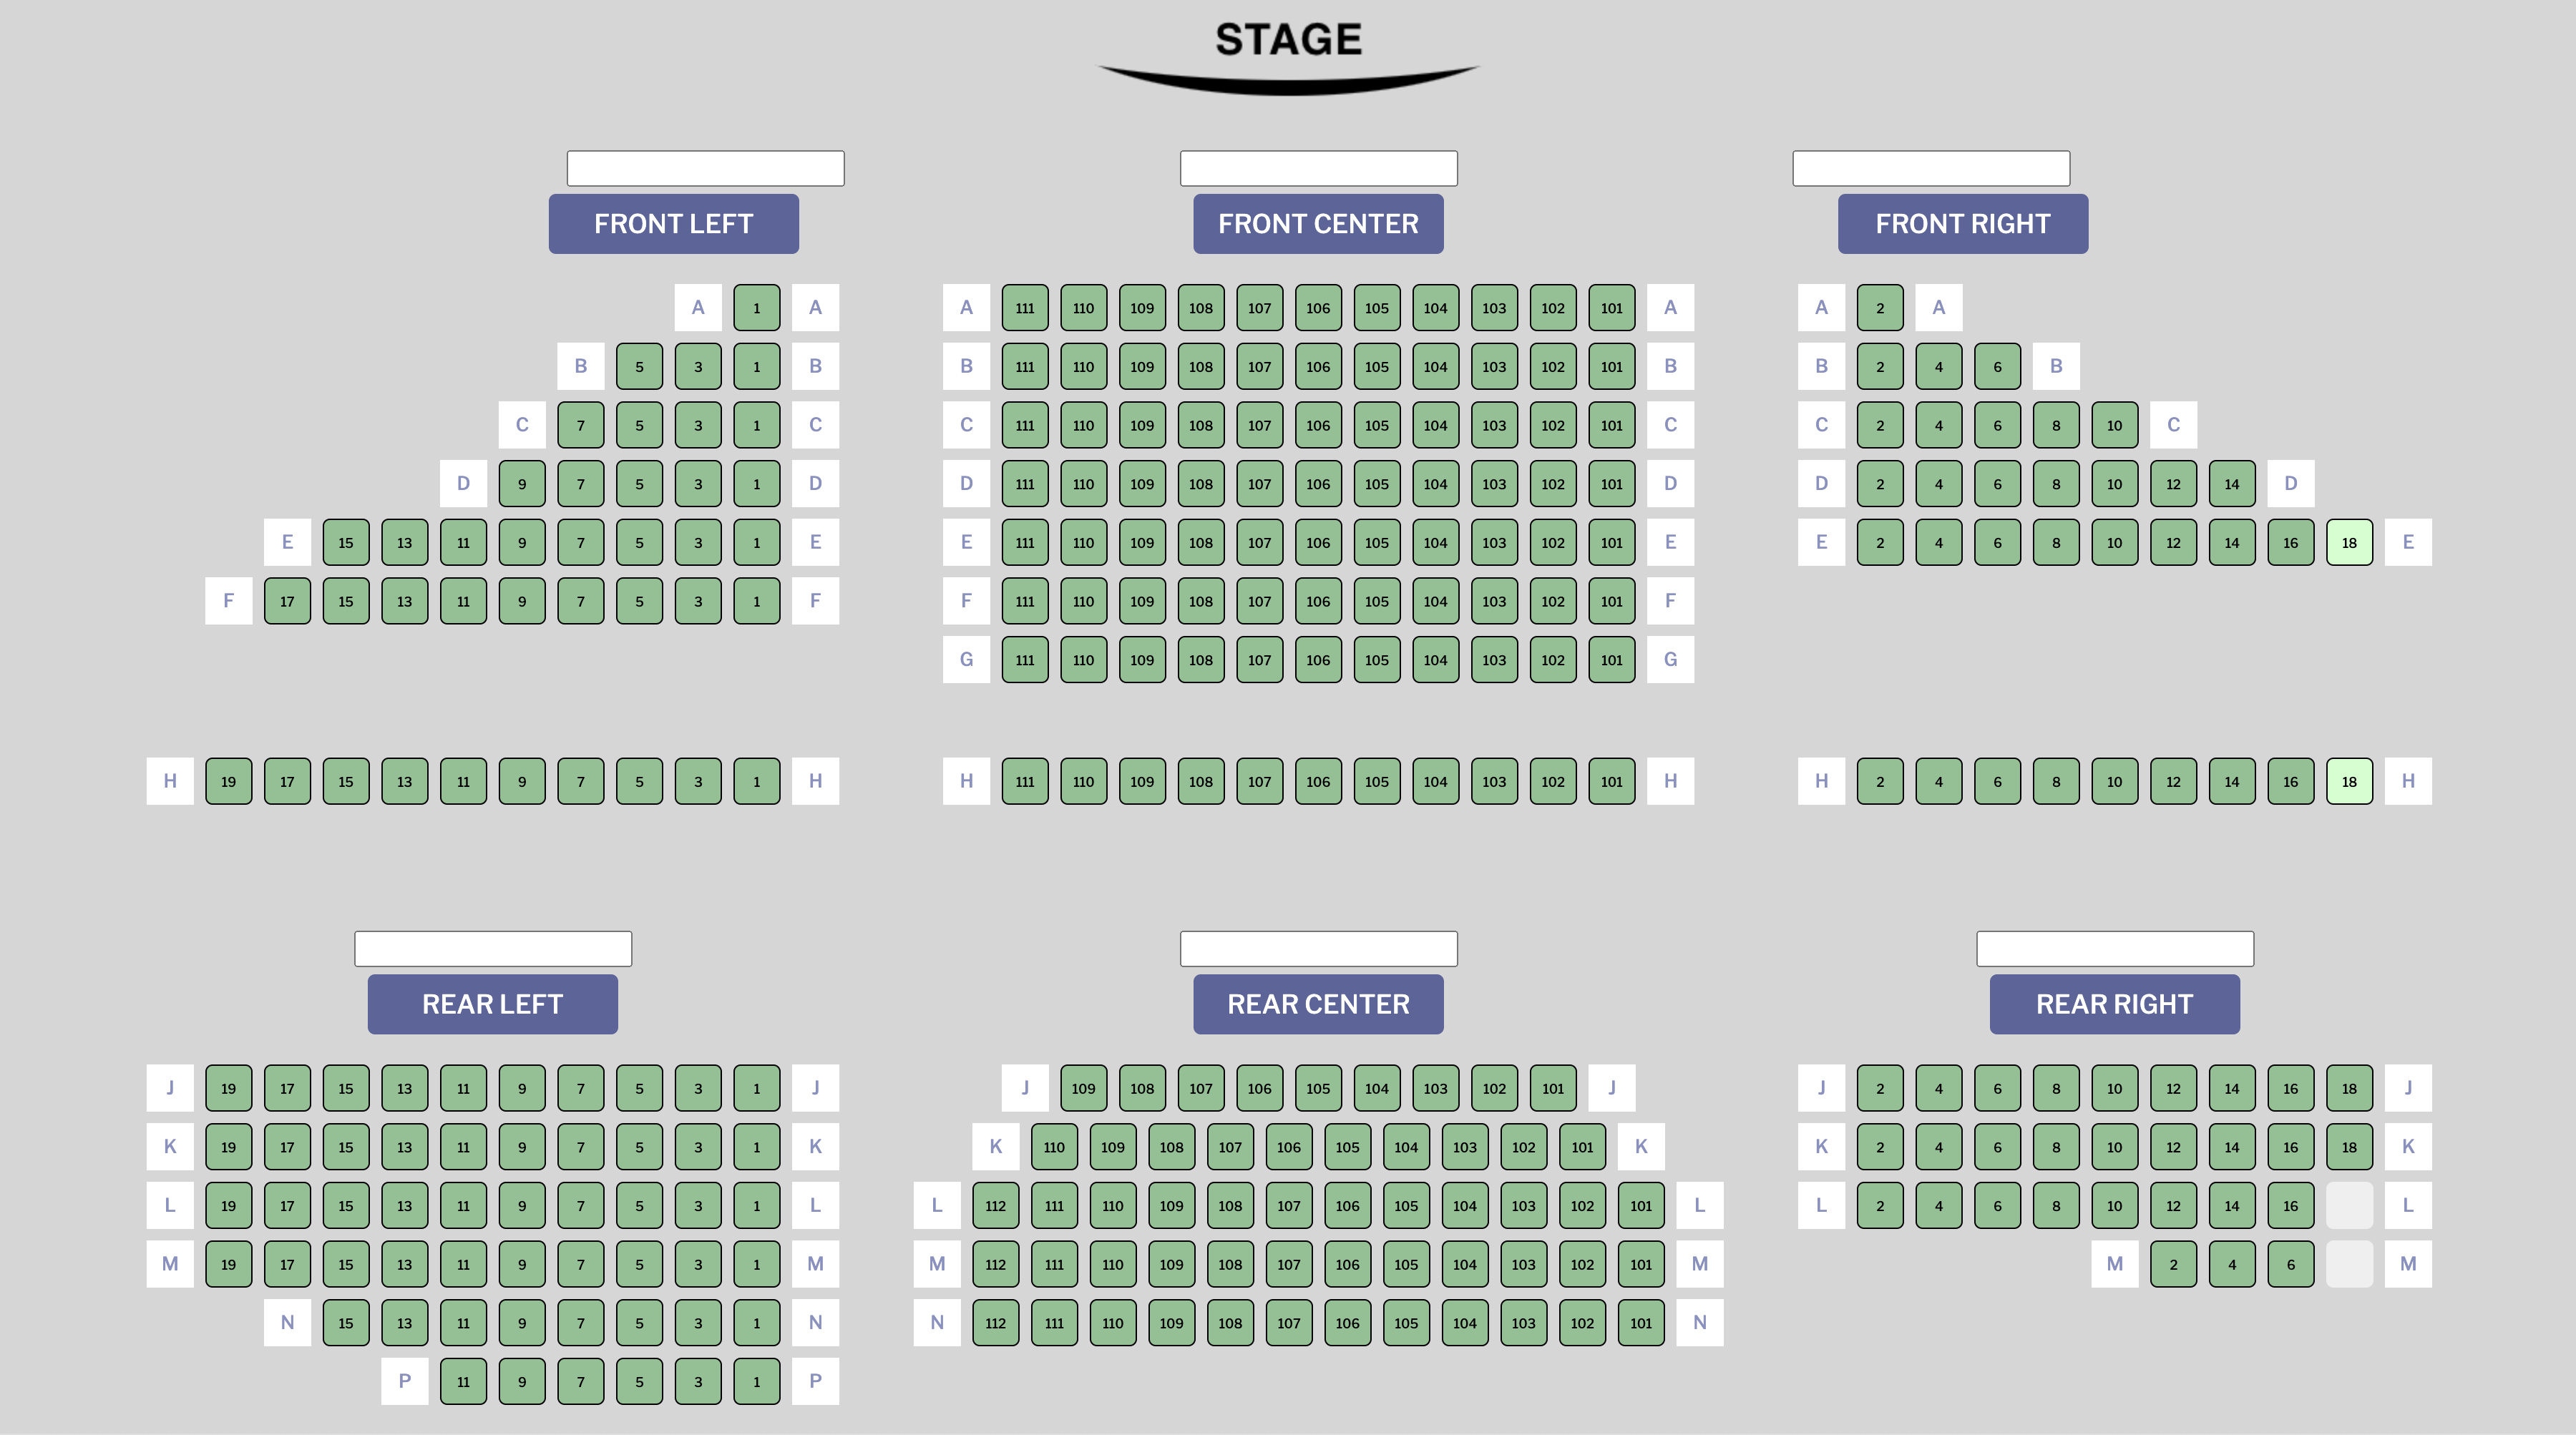 STAGE
FRONT LEFT FRONT CENTER FRONT RIGHT
A 1 A A 111 110 109 108 107 106 105 104 103 102 101 A A 2 A
B 5 3 1 B B 111 110 109 108 107 106 105 104 103 102 101 B B 2 4 6 B
C 7 5 3 1 C C 111 110 109 108 107 106 105 104 103 102 101 C C 2 4 6 8 10 C
D 9 7 5 3 1 D D 111 110 109 108 107 106 105 104 103 102 101 D D 2 4 6 8 10 12 14 D
E 15 13 11 9 7 5 3 1 E E 111 110 109 108 107 106 105 104 103 102 101 E E 2 4 6 8 10 12 14 16 18 E
F 17 15 13 11 9 7 5 3 1 F F 111 110 109 108 107 106 105 104 103 102 101 F
G 111 110 109 108 107 106 105 104 103 102 101 G
H 19 17 15 13 11 9 7 5 3 1 H H 111 110 109 108 107 106 105 104 103 102 101 H H 2 4 6 8 10 12 14 16 18 H
REAR LEFT REAR CENTER REAR RIGHT
J 19 17 15 13 11 9 7 5 3 1 J J 109 108 107 106 105 104 103 102 101 J J 2 4 6 8 10 12 14 16 18 J
K 19 17 15 13 11 9 7 5 3 1 K K 110 109 108 107 106 105 104 103 102 101 K K 2 4 6 8 10 12 14 16 18 K
L 19 17 15 13 11 9 7 5 3 1 L L 112 111 110 109 108 107 106 105 104 103 102 101 L L 2 4 6 8 10 12 14 16 L
M 19 17 15 13 11 9 7 5 3 1 M M 112 111 110 109 108 107 106 105 104 103 102 101 M M 2 4 6 M
N 15 13 11 9 7 5 3 1 N N 112 111 110 109 108 107 106 105 104 103 102 101 N
P 11 9 7 5 3 1 P